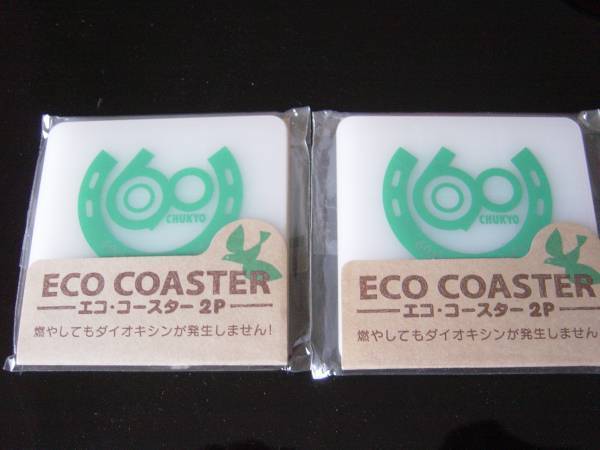 60
CHUKYO
ECO COASTER
エコ・コースター 2P
燃やしてもダイオキシンが発生しません!
60
CHUKYO
ECO COASTER
エコ・コースター 2P
燃やしてもダイオキシンが発生しません